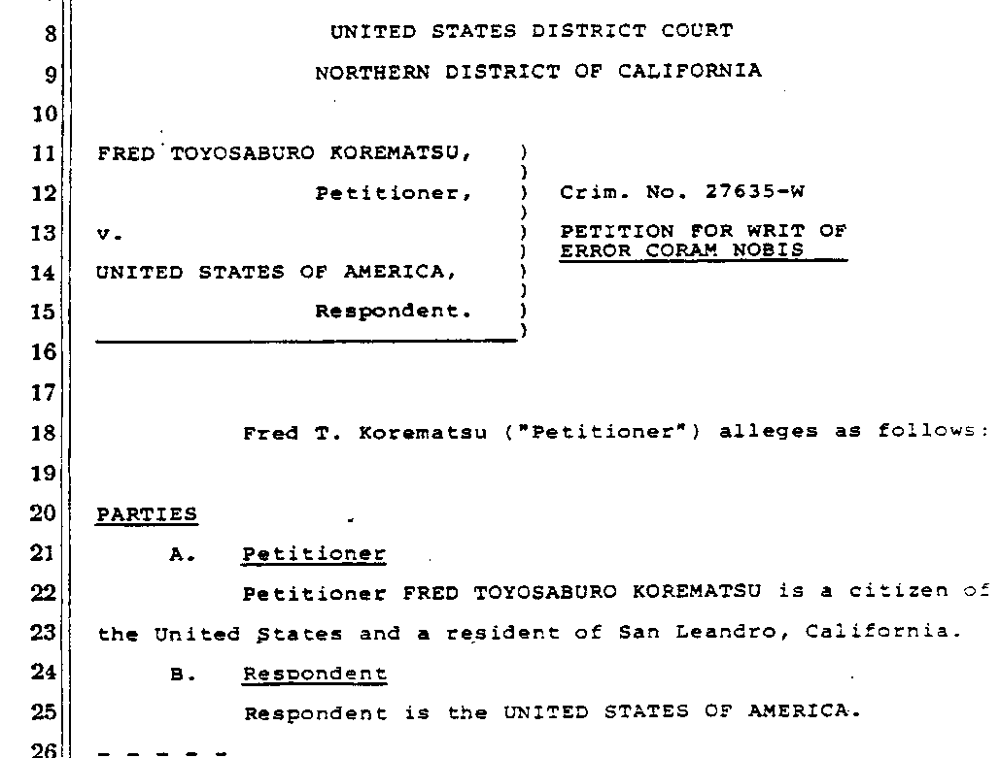 8 UNITED STATES DISTRICT COURT
9 NORTHERN DISTRICT OF CALIFORNIA
10
11 FRED TOYOSABURO KOREMATSU, )
)
12 Petitioner, ) Crim. No. 27635-W
)
13 v. ) PETITION FOR WRIT OF
) ERROR CORAM NOBIS
14 UNITED STATES OF AMERICA, )
)
15 Respondent. )
)
16
17
18 Fred T. Korematsu ("Petitioner") alleges as follows:
19
20 PARTIES
21 A. Petitioner
22 Petitioner FRED TOYOSABURO KOREMATSU is a citizen of
23 the United States and a resident of San Leandro, California.
24 B. Respondent
25 Respondent is the UNITED STATES OF AMERICA.
26 - - - - -